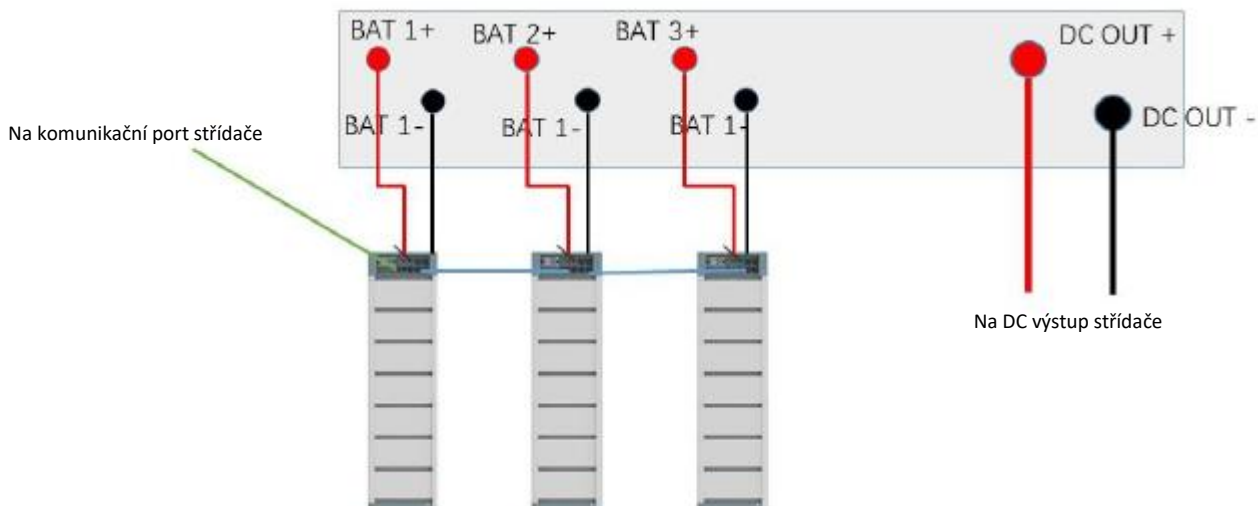 BAT 1+
BAT 2+
BAT 3+
DC OUT +
BAT 1-
BAT 1-
BAT 1-
DC OUT -
Na komunikační port střídače
Na DC výstup střídače